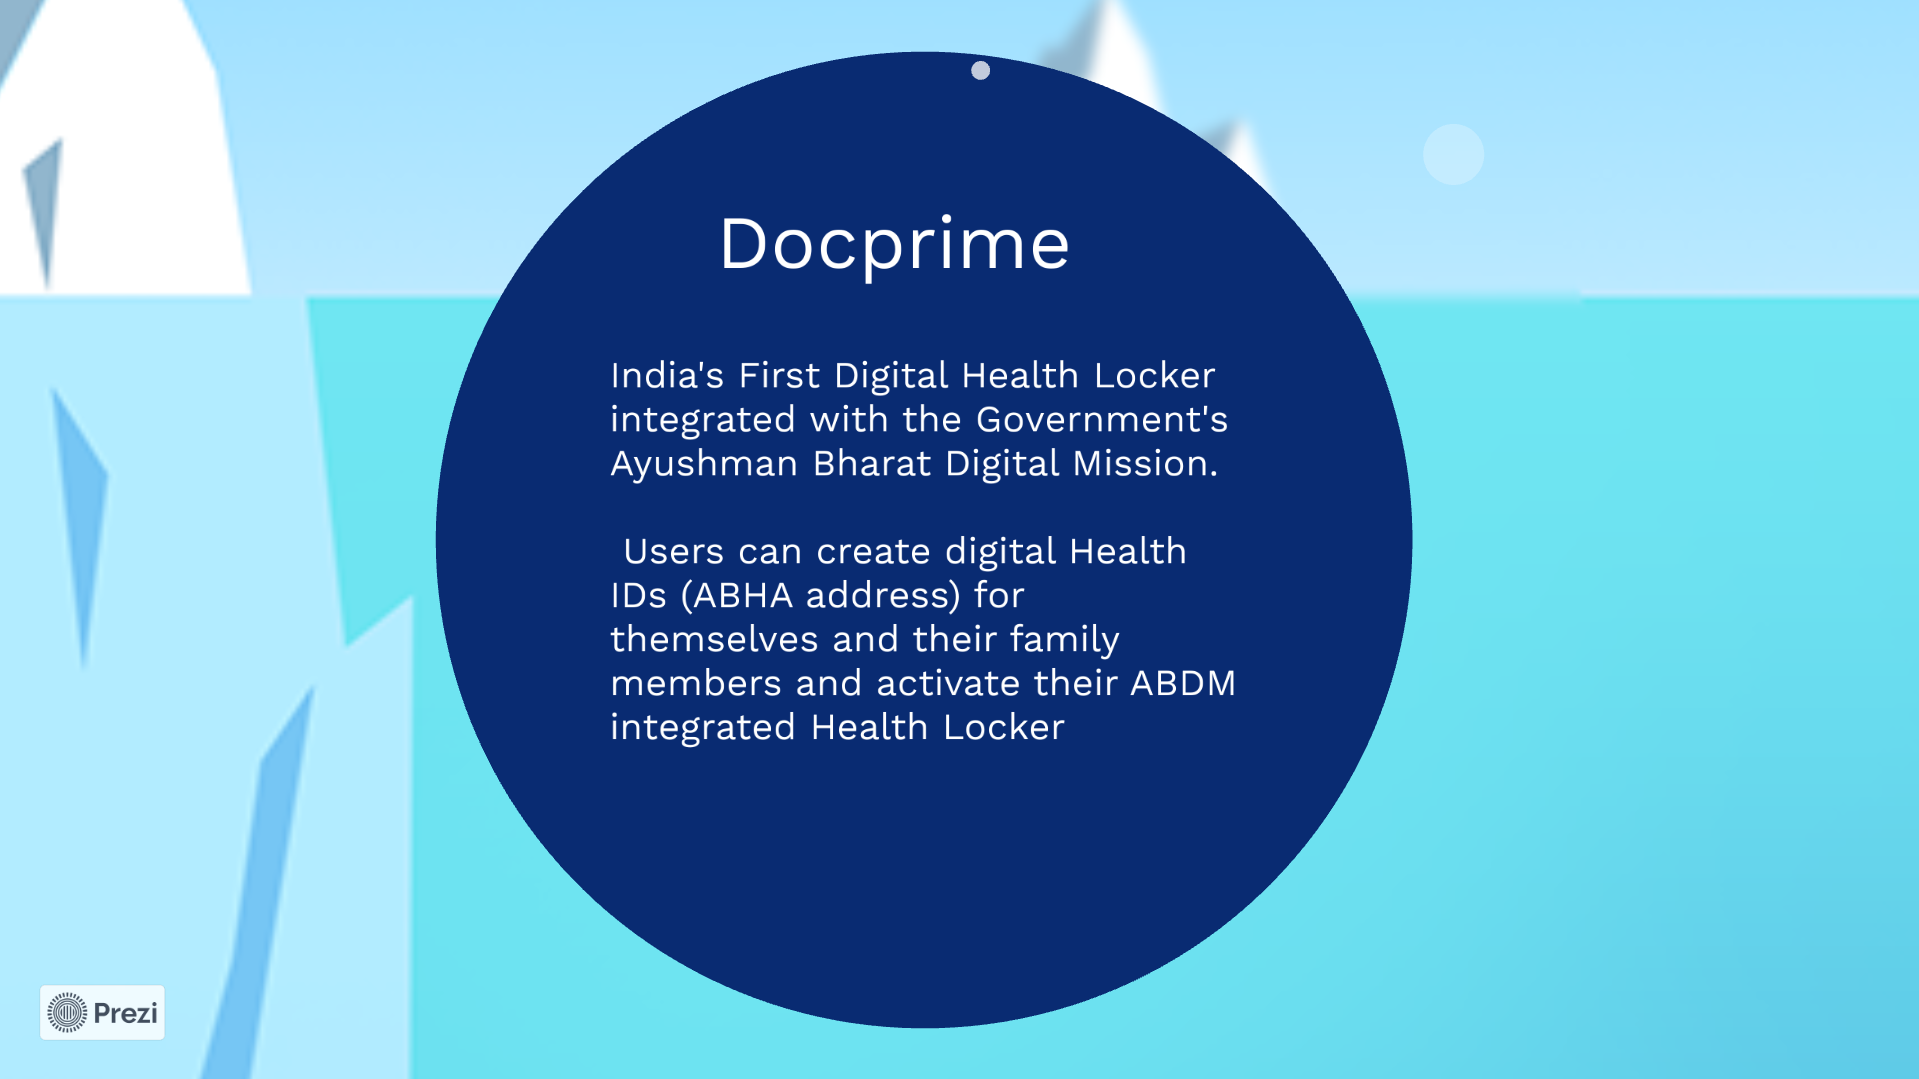 Docprime
India's First Digital Health Locker
integrated with the Government's
Ayushman Bharat Digital Mission.
Users can create digital Health
IDs (ABHA address) for
themselves and their family
members and activate their ABDM
integrated Health Locker
Prezi